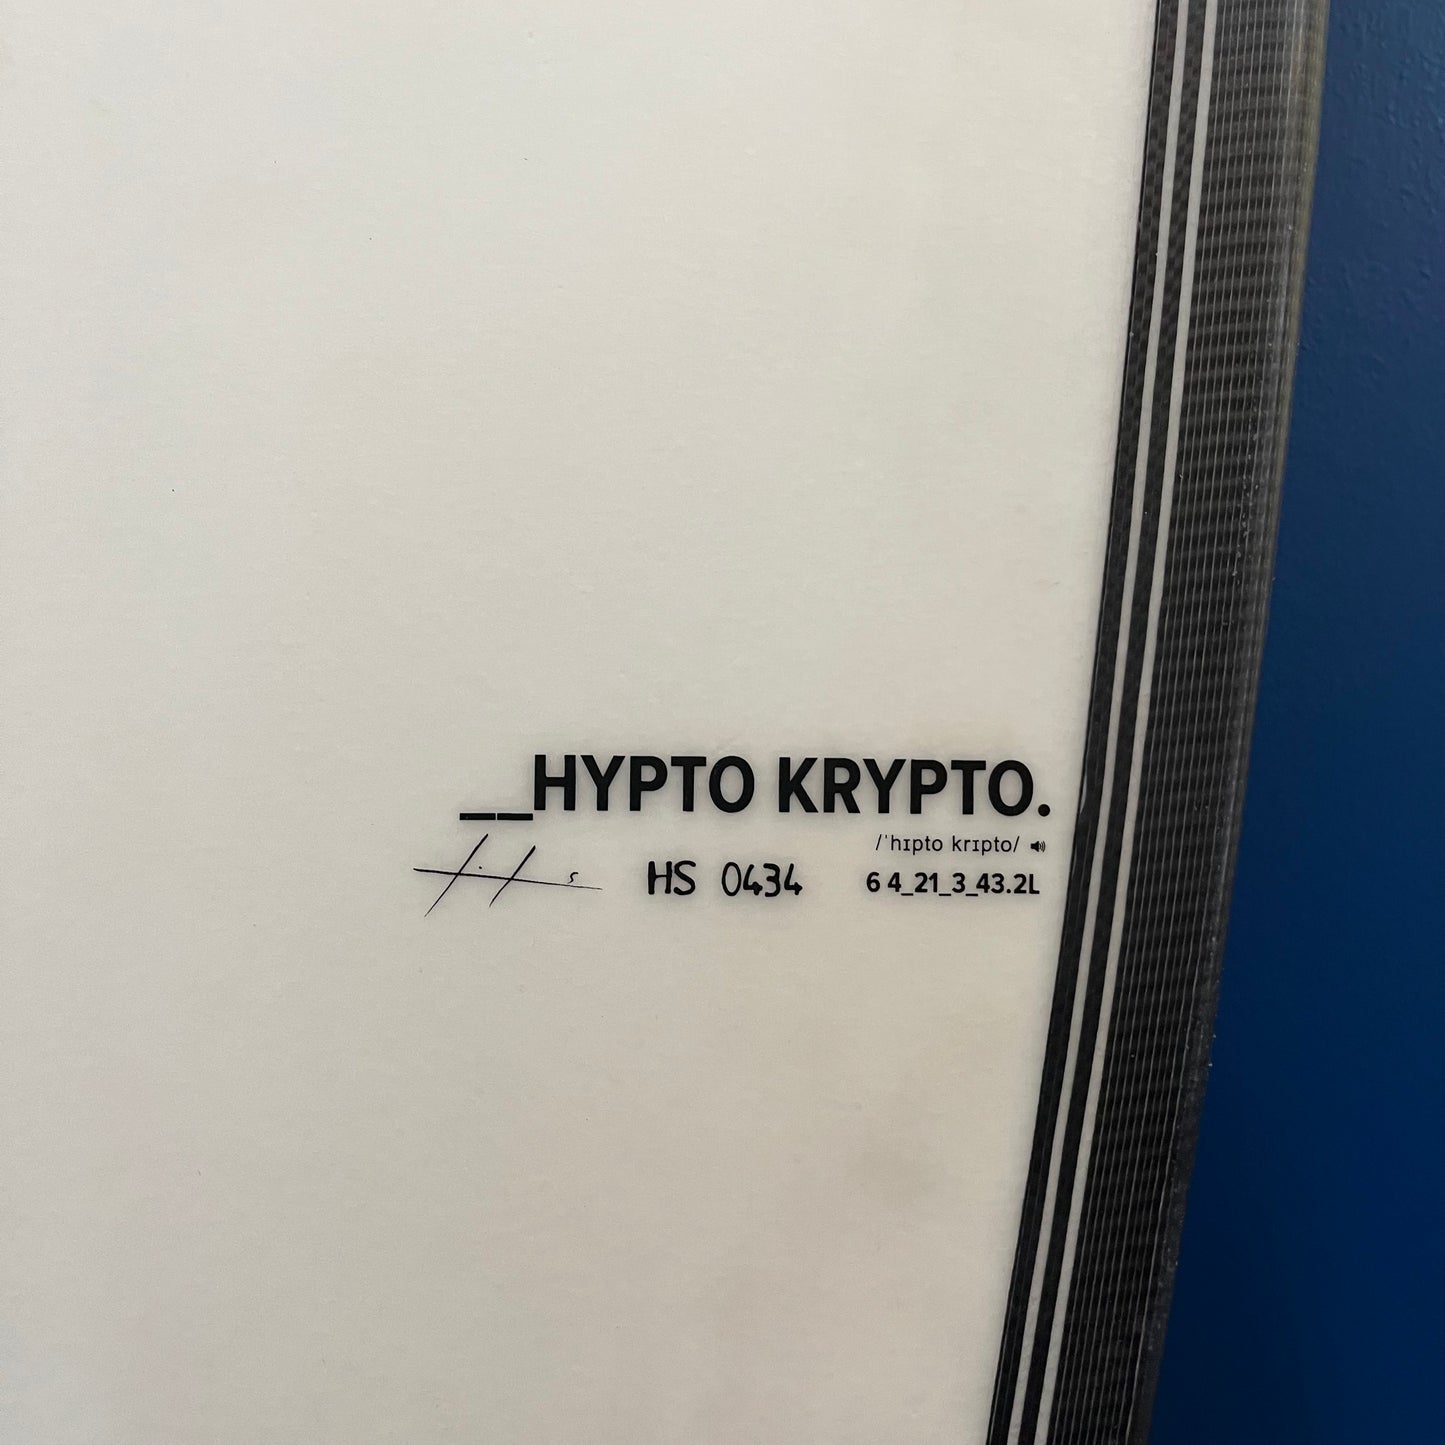 __HYPTO KRYPTO.
/ˈhɪpto krɪpto/
HS 0434 6 4_21_3_43.2L